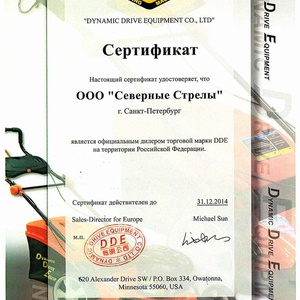 "DYNAMIC DRIVE EQUIPMENT CO., LTD"
Сертификат
Настоящий сертификат удостоверяет, что
ООО "Северные Стрелы"
г. Санкт-Петербург
является официальным дилером торговой марки DDE
на территории Российской Федерации.
Сертификат действителен до 31.12.2014
Sales-Director for Europe Michael Sun
м.п.
DYNAMIC DRIVE EQUIPMENT
DDE
620 Alexander Drive SW / P.O. Box 334, Owatonna,
Minnesota 55060, USA
DYNAMIC DRIVE EQUIPMENT
DYNAMIC DRIVE EQUIPMENT